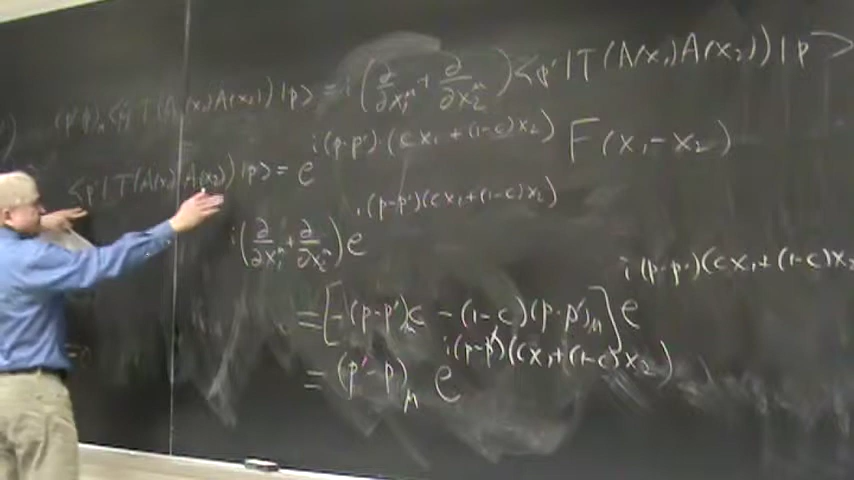 (p'-p)_μ <p'|T(A(x₁)A(x₂))|p> = i(∂/∂x₁^μ + ∂/∂x₂^μ)<p'|T(A(x₁)A(x₂))|p>
<p'|T(A(x₁)A(x₂))|p> = e^{i(p-p')·(cx₁+(1-c)x₂)} F(x₁-x₂)
i(∂/∂x₁^μ + ∂/∂x₂^μ) e^{i(p-p')(cx₁+(1-c)x₂)}
= [-(p-p')_μ c - (1-c)(p-p')_μ] e^{i(p-p')(cx₁+(1-c)x₂}
= (p'-p)_μ e^{i(p-p')(cx₁+(1-c)x₂)}